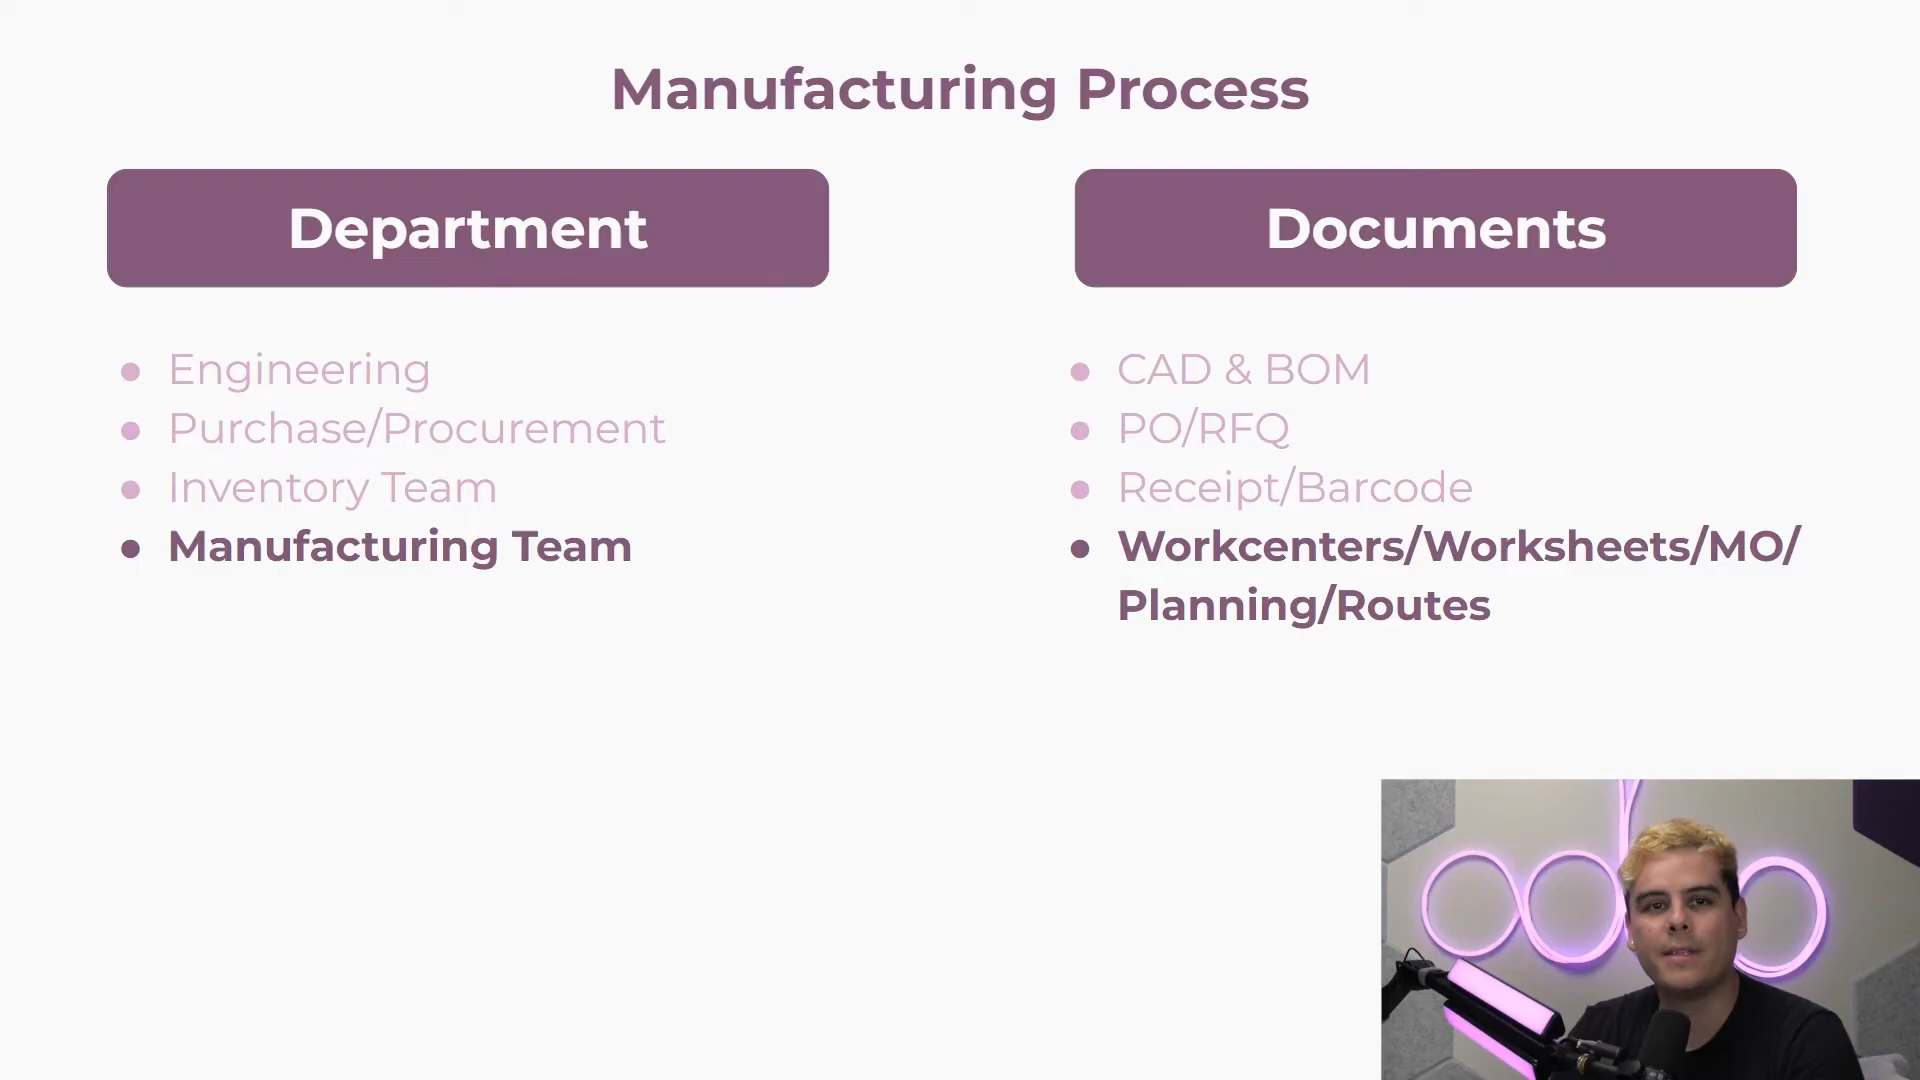 Manufacturing Process
Department
● Engineering
● Purchase/Procurement
● Inventory Team
● Manufacturing Team
Documents
● CAD & BOM
● PO/RFQ
● Receipt/Barcode
● Workcenters/Worksheets/MO/
Planning/Routes
odoo